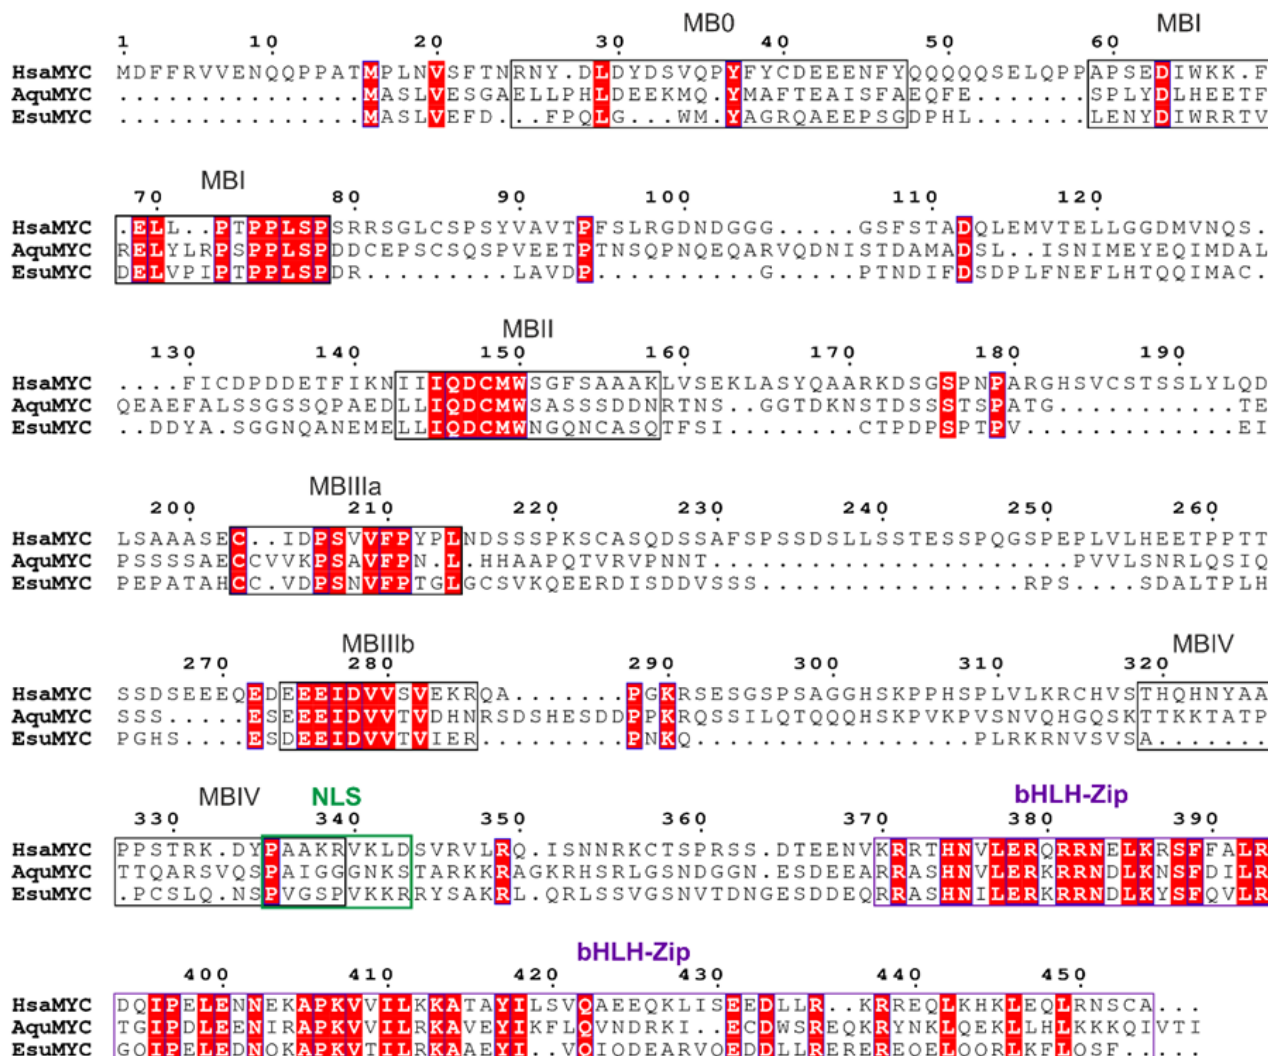 MB0 MBI
1 10 20 30 40 50 60
HsaMYC MDFFRVVENQQPPATMPLNVSFTNRNY.DLDYDSVQPYFYCDEEENFYQQQQQSELQPPAPSEDIWKK.F
AquMYC ...............MASLVESGAELLPHLDEEKMQ.YMAFTEAISFAEQFE.......SPLYDLHEETF
EsuMYC ...............MASLVEFD...FPQLG...WM.YAGRQAEEPSGDPHL.......LENYDIWRRTV
MBI
70 80 90 100 110 120
HsaMYC .ELL..PTPPLSPSRRSGLCSPSYVAVTPFSLRGDNDGGG....GSFSTADQLEMVTELLGGDMVNQS.
AquMYC RELYLRPSPPLSPDDCEPSCSQSPVEETPTNSQPNQEQARVQDNISTDAMADSL..ISNIMEYEQIMDAL
EsuMYC DELVPIPTPPLSPDR.........LAVDP..........G.....PTNDIFDSDPLFNEFLHTQQIMAC.
MBII
130 140 150 160 170 180 190
HsaMYC ....FICDPDDETFIKNIIIQDCMWSGFSAAAKLVSEKLASYQAARKDSGSPNPARGHSVCSTSSLYLQD
AquMYC QEAEFALSSGSSQPAEDLLIQDCMWSASSSDDNRTNS..GGTDKNSTDSSSTSPATG...........TE
EsuMYC ..DDYA.SGGNQANEMELLIQDCMWNGQNCASQTFSI........CTPDPSPTPV.............EI
MBIIIa
200 210 220 230 240 250 260
HsaMYC LSAAASEC..IDPSVVFPYPLNDSSSPKSCASQDSSAFSPSSDSLLSSTESSPQGSPEPLVLHEETPPTT
AquMYC PSSSSAECCVVKPSAVFPN.L.HHAAPQTVRVPNNT......................PVVLSNRLQSIQ
EsuMYC PEPATAHCC.VDPSNVFPTGLGCSVKQEERDISDDVSSS................RPS....SDALTPLH
MBIIIb MBIV
270 280 290 300 310 320
HsaMYC SSDSEEEQEDEEEIDVVSVEKRQA.......PGKRSESGSPSAGGHSKPPHSPLVLKRCHVSTHQHNYAA
AquMYC SSS.....ESEEEIDVVTVDHNRSDSHESDDPPKRQSSILQTQQQHSKPVKPVSNVQHGQSKTTKKTATP
EsuMYC PGHS....ESDEEIDVVTVIER.........PNKQ.................PLRKRNVSVSA.......
MBIV NLS bHLH-Zip
330 340 350 360 370 380 390
HsaMYC PPSTRK.DYPAAKRVKLDSVRVLRQ.ISNNRKCTSPRSS.DTEENVKRRTHNVLERQRRNELKRSFFALR
AquMYC TTQARSVQSPAIGGGNKSTARKKRAGKRHSRLGSNDGGN.ESDEEARRASHNVLERKRRNDLKNSFDILR
EsuMYC .PCSLQ.NSPVGSPVKKRRYSAKRL.QRLSSVGSNVTDNGESDDEQRRASHNILERKRRNDLKYSFQVLR
bHLH-Zip
400 410 420 430 440 450
HsaMYC DQIPELENNEKAPKVVILKKATAYILSVQAEEQKLISEEDLLR..KRREQLKHKLEQLRNSCA...
AquMYC TGIPDLEENIRAPKVVILRKAVEYIKFLQVNDRKI..ECDWSREQKRYNKLQEKLLHLKKKQIVTI
EsuMYC GQIPELEDNQKAPKVTILRKAAEYI..VQIQDEARVQEDDLLREREREQELQQRLKFLQSF.....